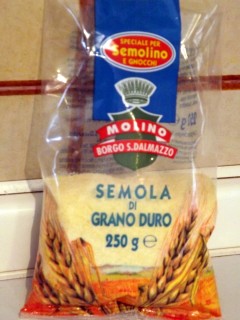 SPECIALE PER
Semolino
E GNOCCHI
MOLINO
BORGO S.DALMAZZO
SEMOLA
DI
GRANO DURO
250 g e